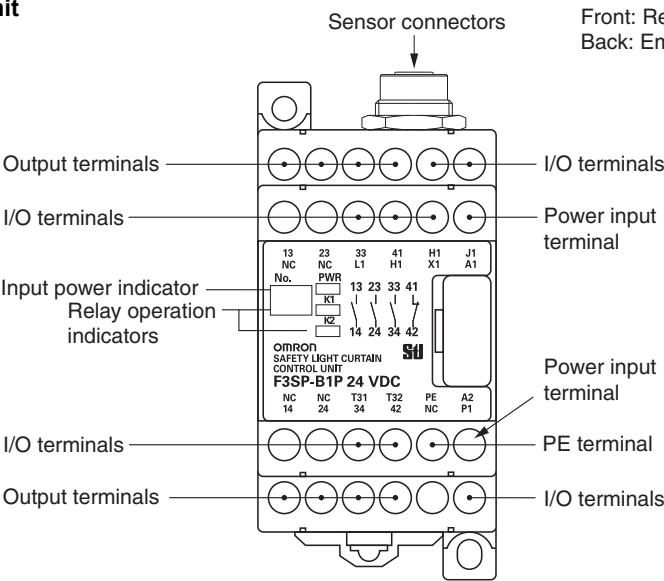 nit
Sensor connectors
Front: Re
Back: Em
Output terminals
I/O terminals
I/O terminals
Power input
terminal
13 23 33 41 H1 J1
NC NC L1 H1 X1 A1
No. PWR
13 23 33 41
K1
K2
14 24 34 42
Input power indicator
Relay operation
indicators
OMRON
SAFETY LIGHT CURTAIN
CONTROL UNIT
F3SP-B1P 24 VDC
StI
NC NC T31 T32 PE A2
14 24 34 42 NC P1
Power input
terminal
I/O terminals
PE terminal
Output terminals
I/O terminals